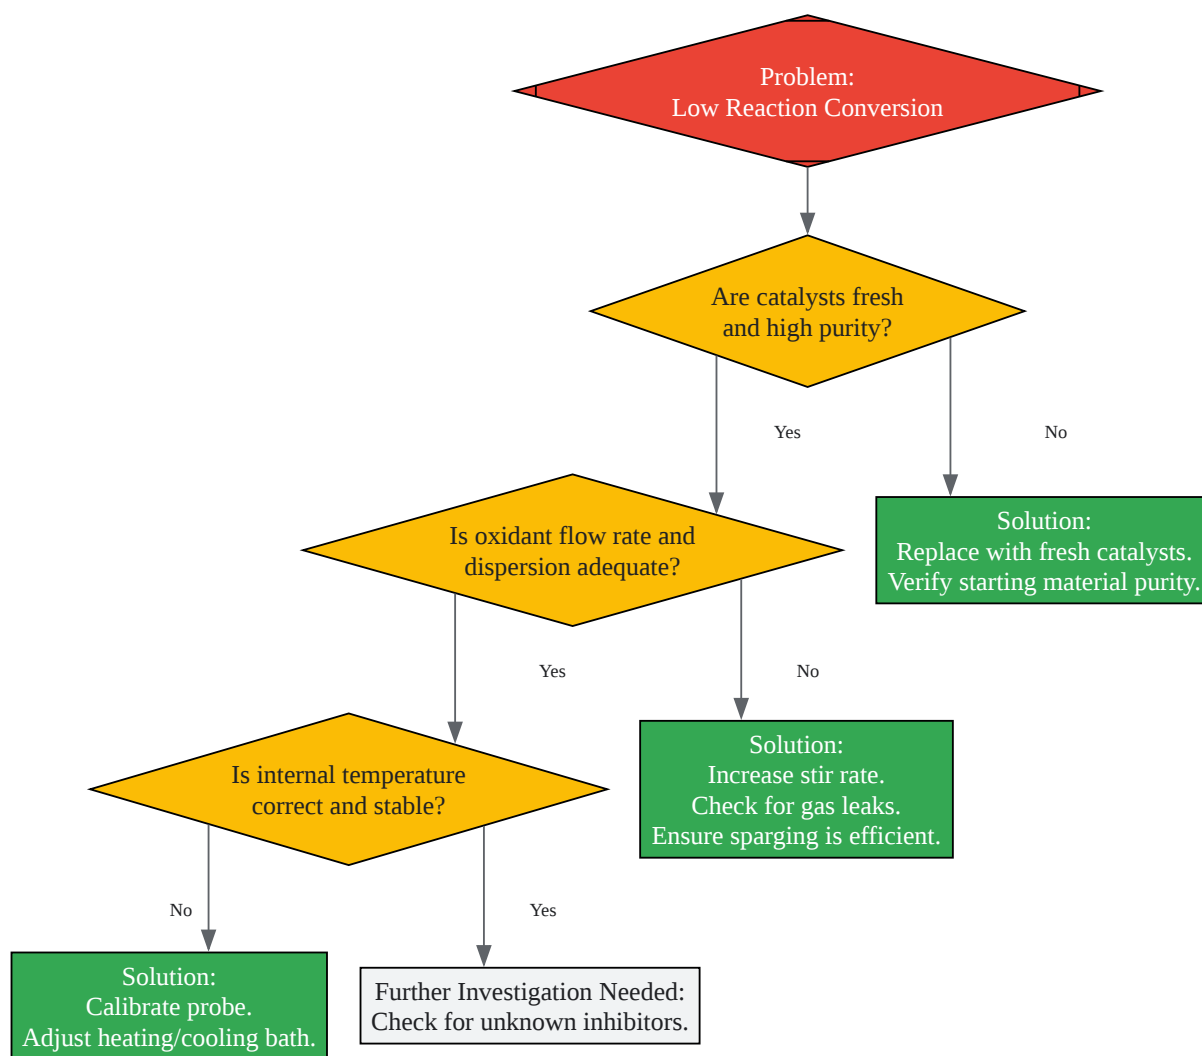 Problem:
Low Reaction Conversion
Are catalysts fresh
and high purity?
Yes
No
Is oxidant flow rate and
dispersion adequate?
Solution:
Replace with fresh catalysts.
Verify starting material purity.
Yes
No
Is internal temperature
correct and stable?
Solution:
Increase stir rate.
Check for gas leaks.
Ensure sparging is efficient.
No
Yes
Solution:
Calibrate probe.
Adjust heating/cooling bath.
Further Investigation Needed:
Check for unknown inhibitors.